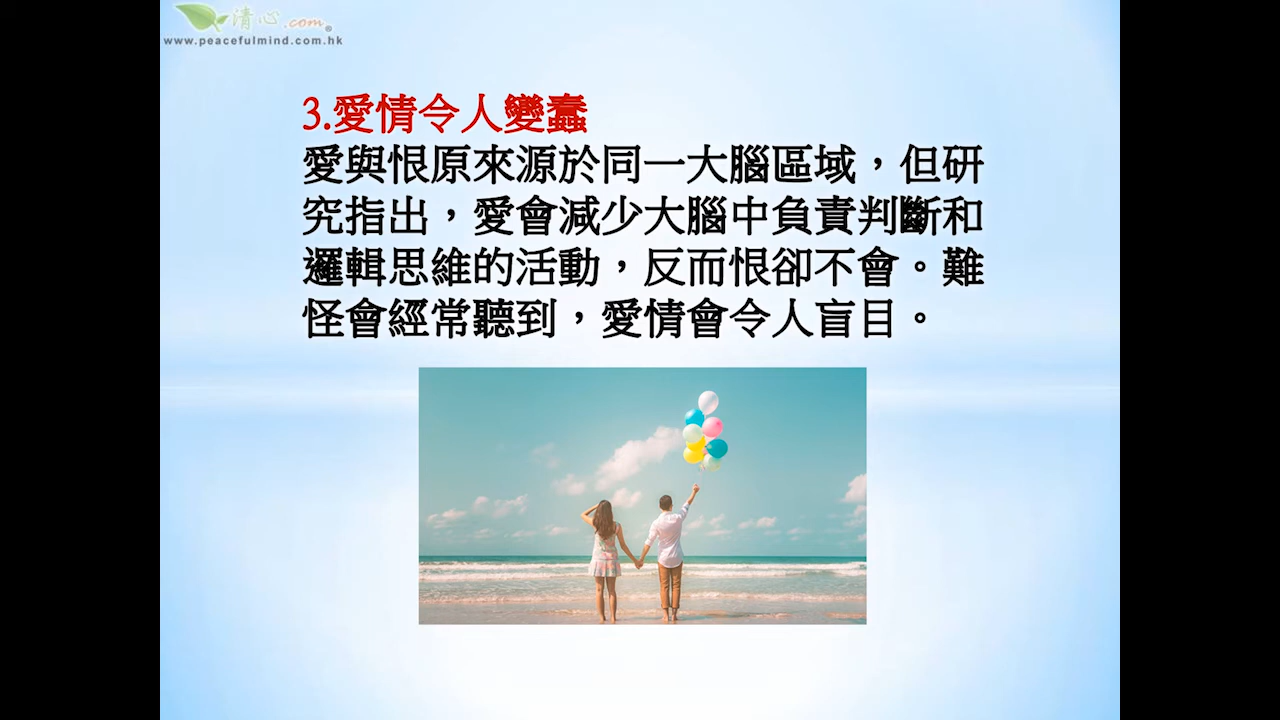 清心.com®
www.peacefulmind.com.hk
3.愛情令人變蠢
愛與恨原來源於同一大腦區域，但研
究指出，愛會減少大腦中負責判斷和
邏輯思維的活動，反而恨卻不會。難
怪會經常聽到，愛情會令人盲目。